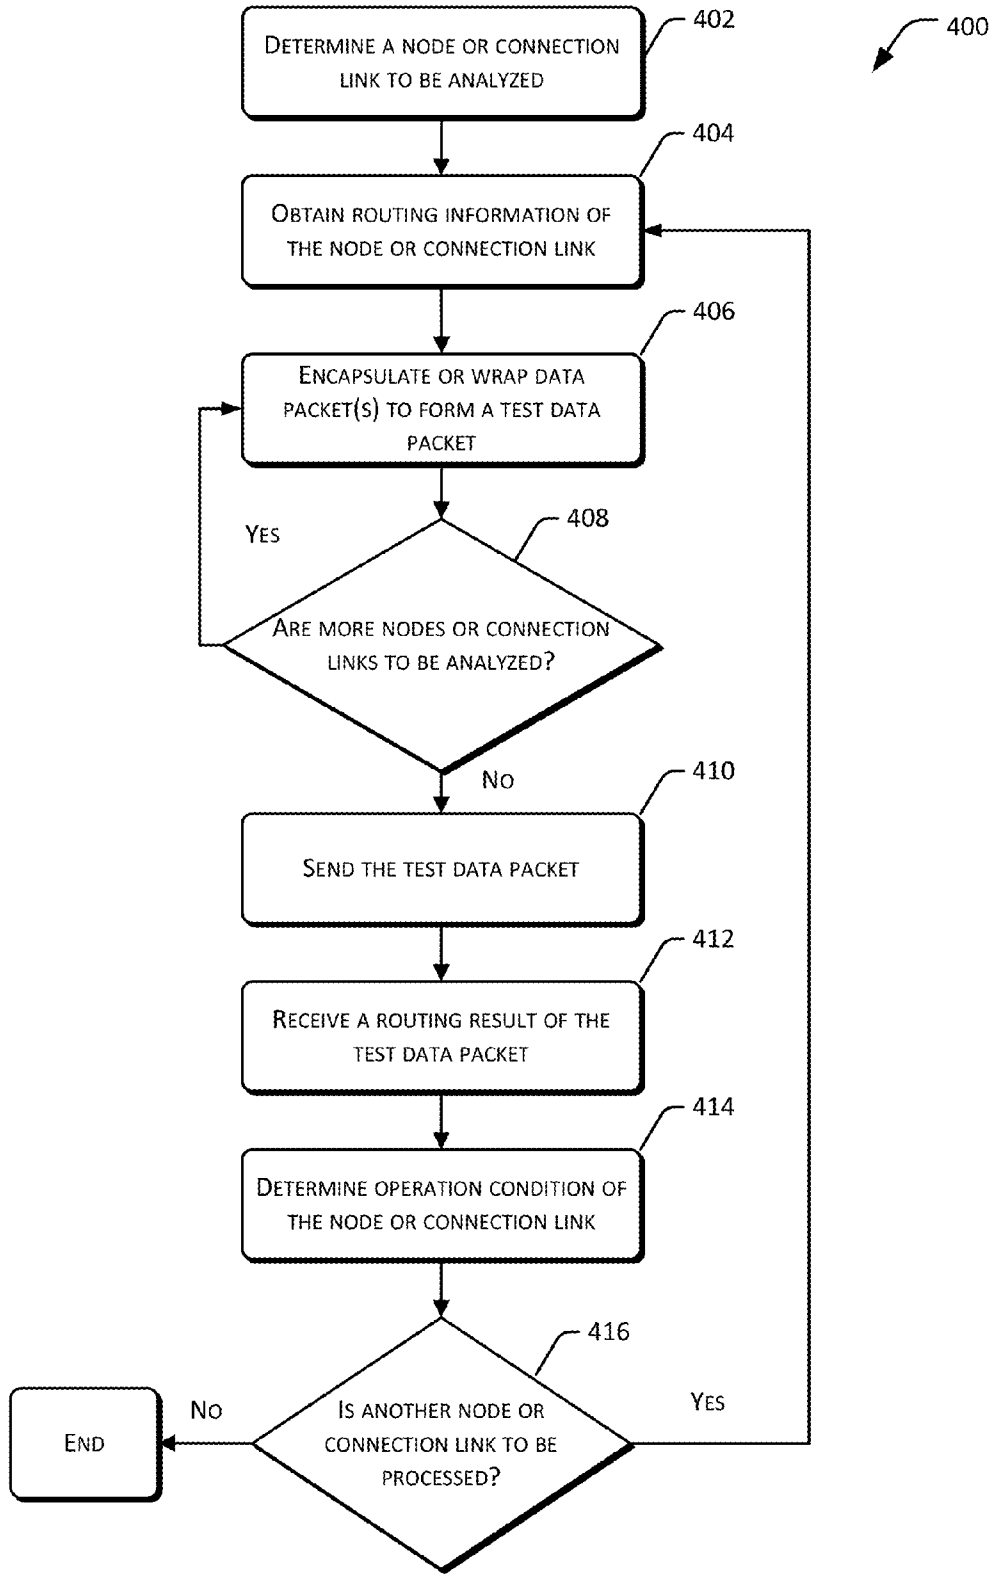 402
400
DETERMINE A NODE OR CONNECTION
LINK TO BE ANALYZED
404
OBTAIN ROUTING INFORMATION OF
THE NODE OR CONNECTION LINK
406
ENCAPSULATE OR WRAP DATA
PACKET(S) TO FORM A TEST DATA
PACKET
408
YES
ARE MORE NODES OR CONNECTION
LINKS TO BE ANALYZED?
NO
410
SEND THE TEST DATA PACKET
412
RECEIVE A ROUTING RESULT OF THE
TEST DATA PACKET
414
DETERMINE OPERATION CONDITION OF
THE NODE OR CONNECTION LINK
416
NO
YES
IS ANOTHER NODE OR
CONNECTION LINK TO BE
PROCESSED?
END